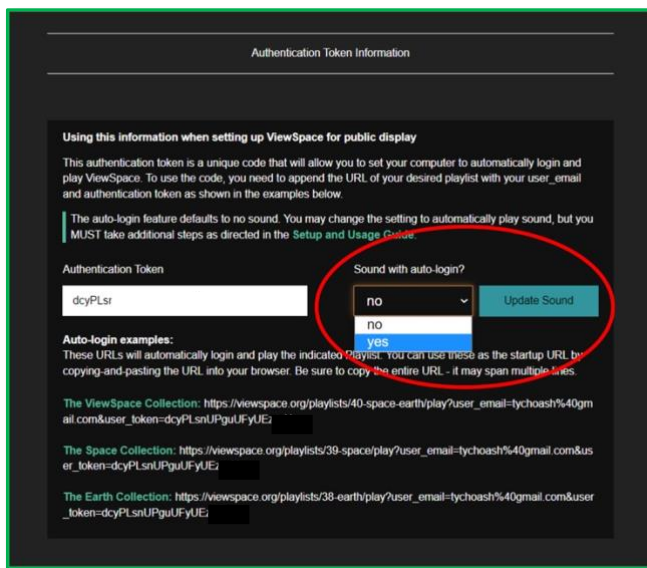 Authentication Token Information
Using this information when setting up ViewSpace for public display
This authentication token is a unique code that will allow you to set your computer to automatically login and
play ViewSpace. To use the code, you need to append the URL of your desired playlist with your user_email
and authentication token as shown in the examples
below.
The auto-login feature defaults to no sound. You may change the setting to automatically play sound, but you
MUST take additional steps as directed in the Setup and Usage Guide.
Authentication Token
Sound with auto-login?
dcyPLsr
no
Update Sound
no
yes
Auto-login examples:
These URLs will automatically login and play the indicated Playlist. You can use these as the startup URL by
copying-and-pasting the URL into your browser. Be sure to copy the entire URL - it may span multiple lines.
The ViewSpace Collection: https://viewspace.org/playlists/40-space-earth/play?user_email=tychoash%40gm
ail.com&user_token=dcyPLsnUPguUFyUEz
The Space Collection: https://viewspace.org/playlists/39-space/play?user_email=tychoash%40gmail.com&us
er_token=dcyPLsnUPguUFyUEz
The Earth Collection: https://viewspace.org/playlists/38-earth/play?user_email=tychoash%40gmail.com&user
_token=dcyPLsnUPguUFyUEz